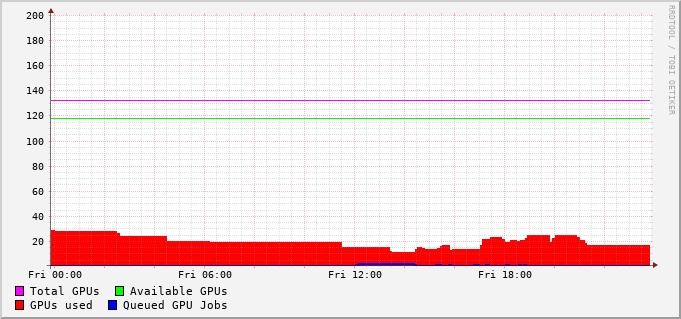 200
180
160
140
120
100
80
60
40
20
Fri 00:00 Fri 06:00 Fri 12:00 Fri 18:00
Total GPUs Available GPUs
GPUs used Queued GPU Jobs
RRDTOOL / TOBI OETIKER